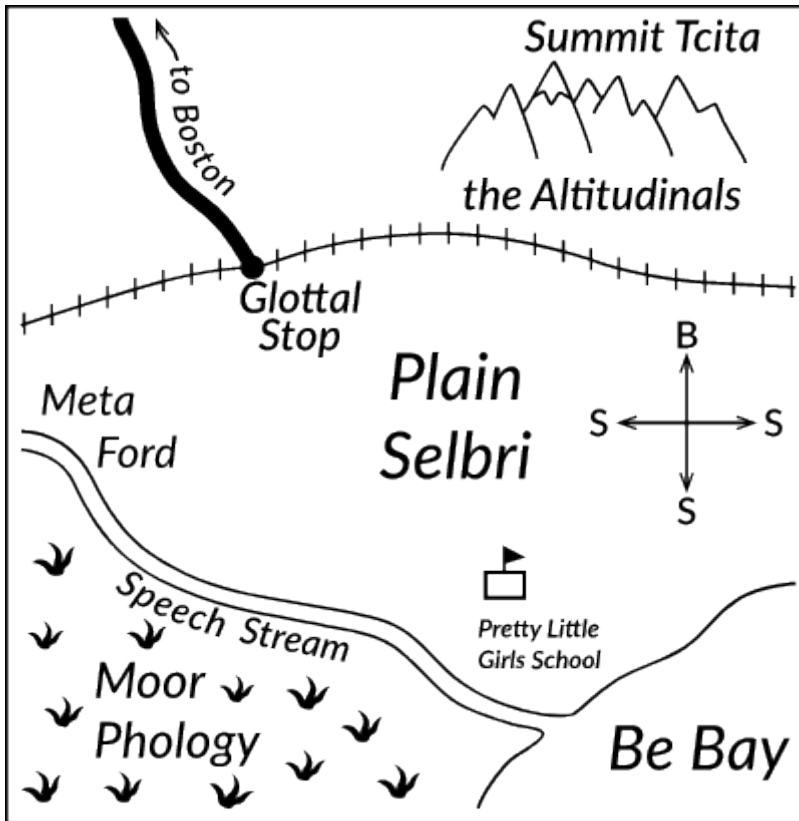 Summit Tcita
to Boston
the Altitudinals
Glottal
Stop
B
Plain
S S
Selbri
S
Meta
Ford
Speech Stream
Pretty Little
Girls School
Moor
Phology
Be Bay